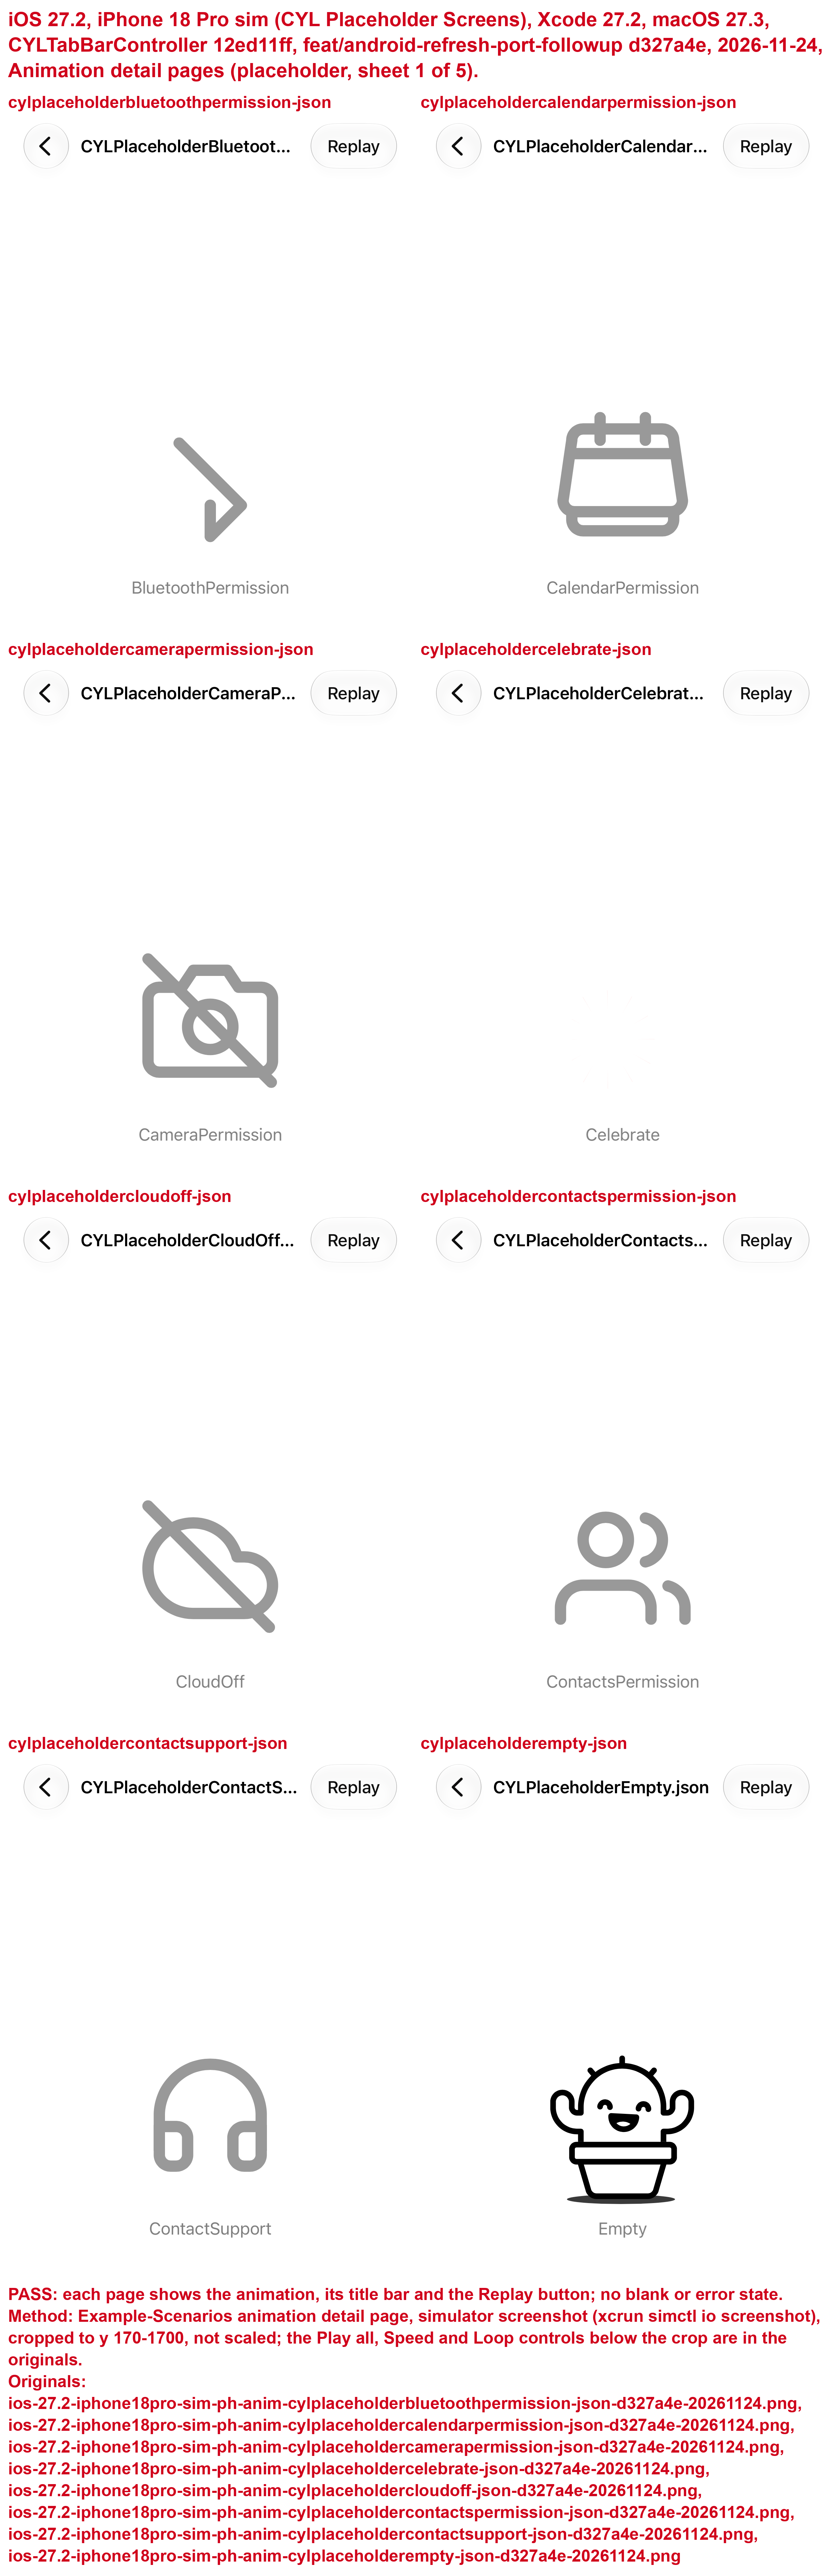 iOS 27.2, iPhone 18 Pro sim (CYL Placeholder Screens), Xcode 27.2, macOS 27.3,
CYLTabBarController 12ed11ff, feat/android-refresh-port-followup d327a4e, 2026-11-24,
Animation detail pages (placeholder, sheet 1 of 5).
cylplaceholderbluetoothpermission-json
cylplaceholdercalendarpermission-json
CYLPlaceholderBluetoot...
Replay
CYLPlaceholderCalendar...
Replay
BluetoothPermission
CalendarPermission
cylplaceholdercamerapermission-json
cylplaceholdercelebrate-json
CYLPlaceholderCameraP...
Replay
CYLPlaceholderCelebrat...
Replay
CameraPermission
Celebrate
cylplaceholdercloudoff-json
cylplaceholdercontactspermission-json
CYLPlaceholderCloudOff...
Replay
CYLPlaceholderContacts...
Replay
CloudOff
ContactsPermission
cylplaceholdercontactsupport-json
cylplaceholderempty-json
CYLPlaceholderContactS...
Replay
CYLPlaceholderEmpty.json
Replay
ContactSupport
Empty
PASS: each page shows the animation, its title bar and the Replay button; no blank or error state.
Method: Example-Scenarios animation detail page, simulator screenshot (xcrun simctl io screenshot),
cropped to y 170-1700, not scaled; the Play all, Speed and Loop controls below the crop are in the
originals.
Originals:
ios-27.2-iphone18pro-sim-ph-anim-cylplaceholderbluetoothpermission-json-d327a4e-20261124.png,
ios-27.2-iphone18pro-sim-ph-anim-cylplaceholdercalendarpermission-json-d327a4e-20261124.png,
ios-27.2-iphone18pro-sim-ph-anim-cylplaceholdercamerapermission-json-d327a4e-20261124.png,
ios-27.2-iphone18pro-sim-ph-anim-cylplaceholdercelebrate-json-d327a4e-20261124.png,
ios-27.2-iphone18pro-sim-ph-anim-cylplaceholdercloudoff-json-d327a4e-20261124.png,
ios-27.2-iphone18pro-sim-ph-anim-cylplaceholdercontactspermission-json-d327a4e-20261124.png,
ios-27.2-iphone18pro-sim-ph-anim-cylplaceholdercontactsupport-json-d327a4e-20261124.png,
ios-27.2-iphone18pro-sim-ph-anim-cylplaceholderempty-json-d327a4e-20261124.png